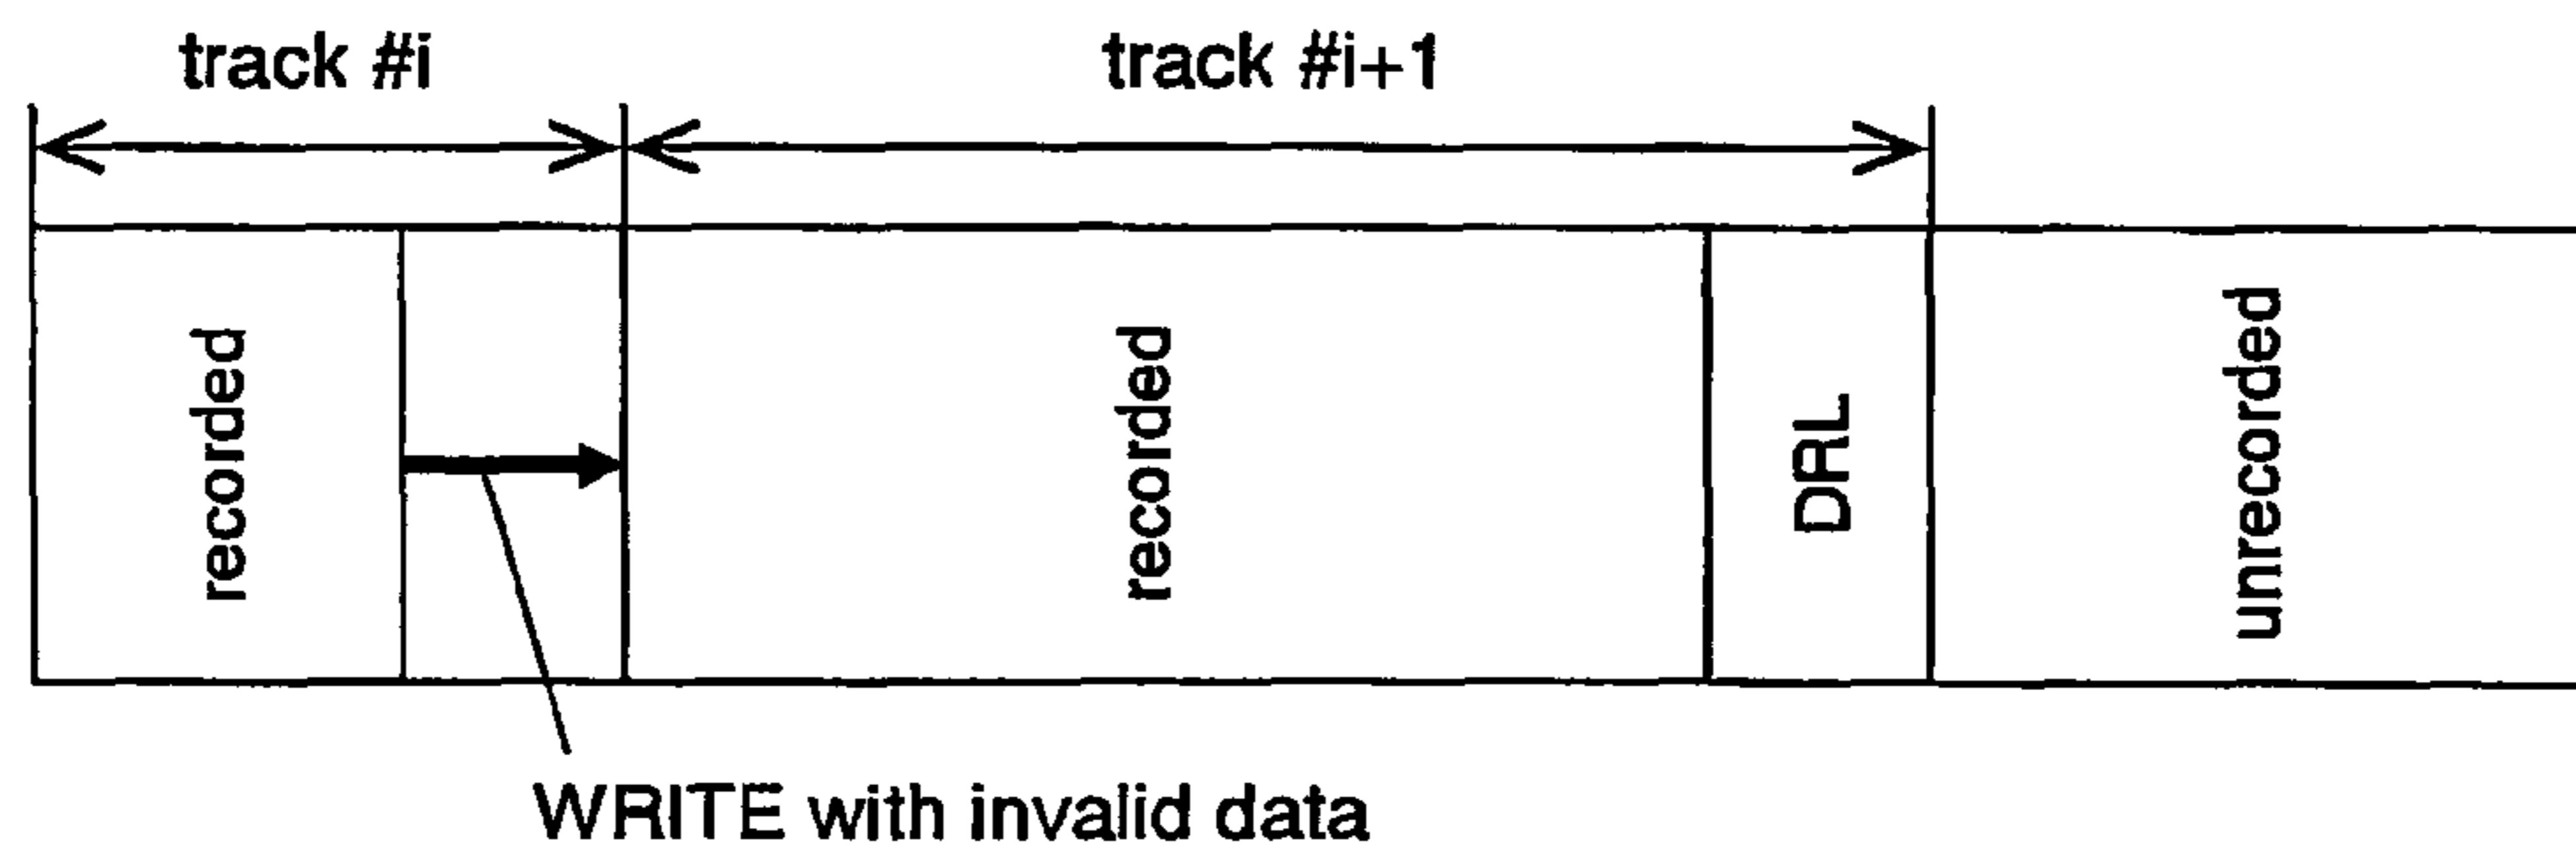 track #i
track #i+1
recorded
recorded
DRL
unrecorded
WRITE with invalid data